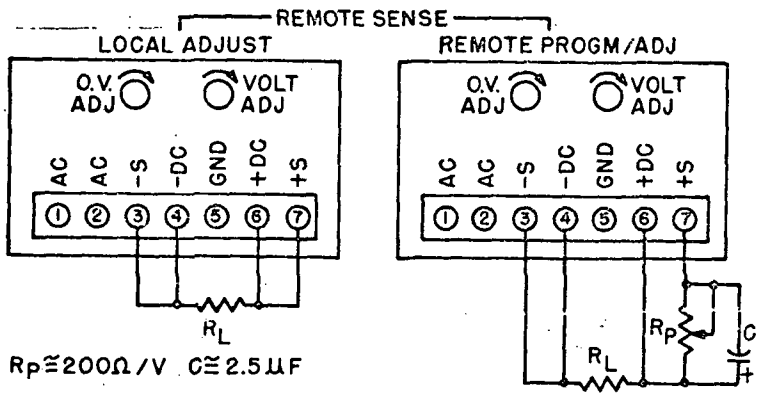 REMOTE SENSE
LOCAL ADJUST
REMOTE PROGM/ADJ
O.V. ADJ
VOLT ADJ
O.V. ADJ
VOLT ADJ
AC AC -S -DC GND +DC +S
AC AC -S -DC GND +DC +S
1 2 3 4 5 6 7
1 2 3 4 5 6 7
RL
RP
C
+
RL
RP≅200Ω/V C≅2.5µF